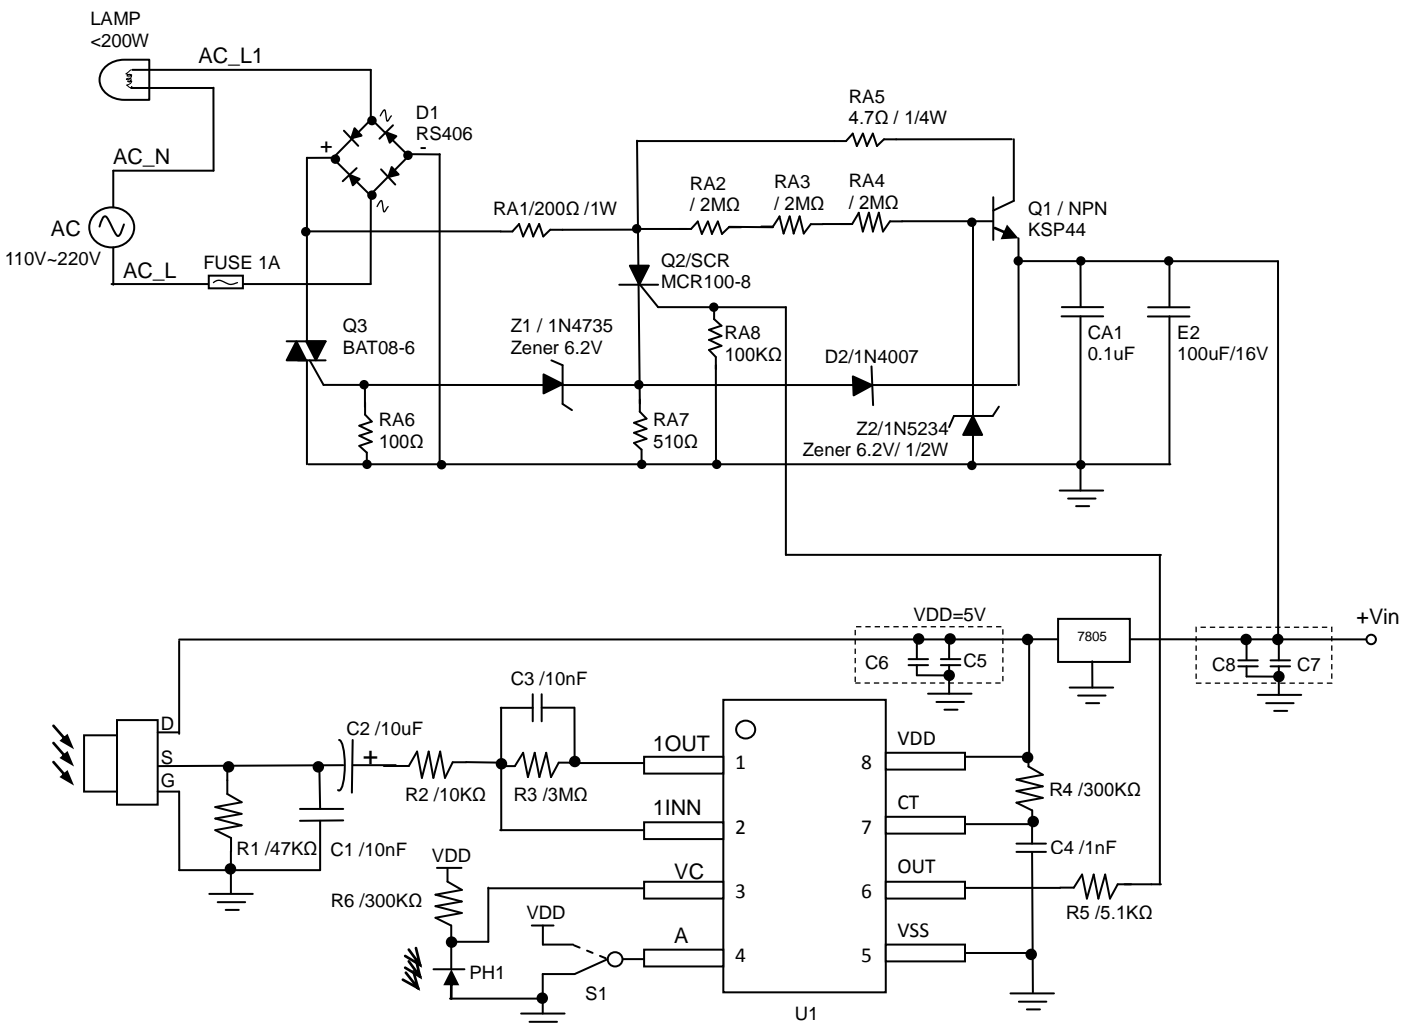 LAMP
<200W
AC_L1
D1
RS406
+
-
AC_N
AC
110V~220V
AC_L
FUSE 1A
RA5
4.7Ω / 1/4W
RA1/200Ω /1W
RA2
/ 2MΩ
RA3
/ 2MΩ
RA4
/ 2MΩ
Q1 / NPN
KSP44
Q2/SCR
MCR100-8
Q3
BAT08-6
Z1 / 1N4735
Zener 6.2V
RA8
100KΩ
D2/1N4007
CA1
0.1uF
E2
100uF/16V
RA6
100Ω
RA7
510Ω
Z2/1N5234
Zener 6.2V/ 1/2W
VDD=5V
7805
+Vin
C6
C5
C8
C7
D
S
G
C2 /10uF
+
C3 /10nF
R2 /10KΩ
R3 /3MΩ
R1 /47KΩ
C1 /10nF
VDD
R6 /300KΩ
PH1
VDD
S1
1OUT
1
1INN
2
VC
3
A
4
VDD
8
CT
7
OUT
6
VSS
5
R4 /300KΩ
C4 /1nF
R5 /5.1KΩ
U1